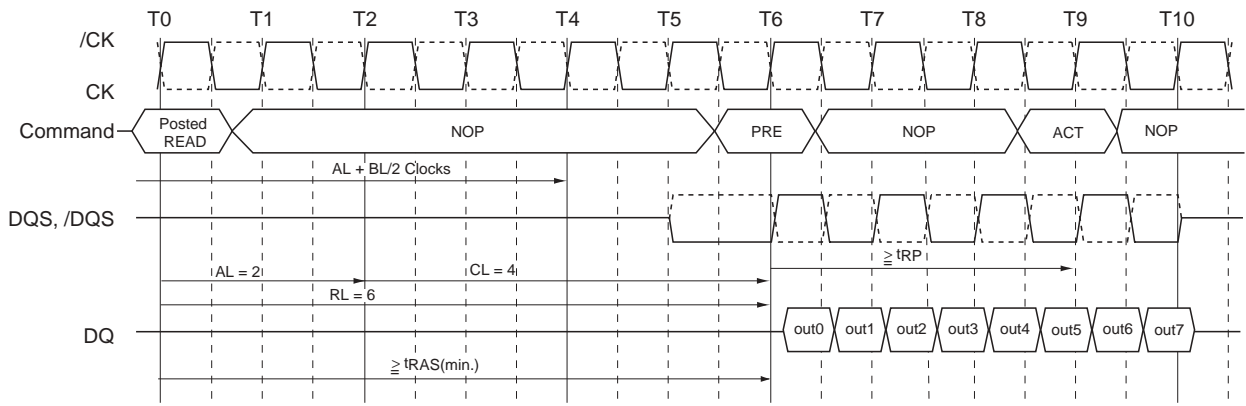 T0 T1 T2 T3 T4 T5 T6 T7 T8 T9 T10
/CK
CK
Command
Posted
READ
NOP
PRE
NOP
ACT
NOP
AL + BL/2 Clocks
DQS, /DQS
AL = 2
CL = 4
≧ tRP
RL = 6
DQ
out0 out1 out2 out3 out4 out5 out6 out7
≧ tRAS(min.)